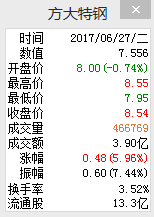 方大特钢
时间 2017/06/27/二
数值 7.556
开盘价 8.00(-0.74%)
最高价 8.55
最低价 7.95
收盘价 8.54
成交量 466769
成交额 3.90亿
涨幅 0.48(5.96%)
振幅 0.60(7.44%)
换手率 3.52%
流通股 13.3亿